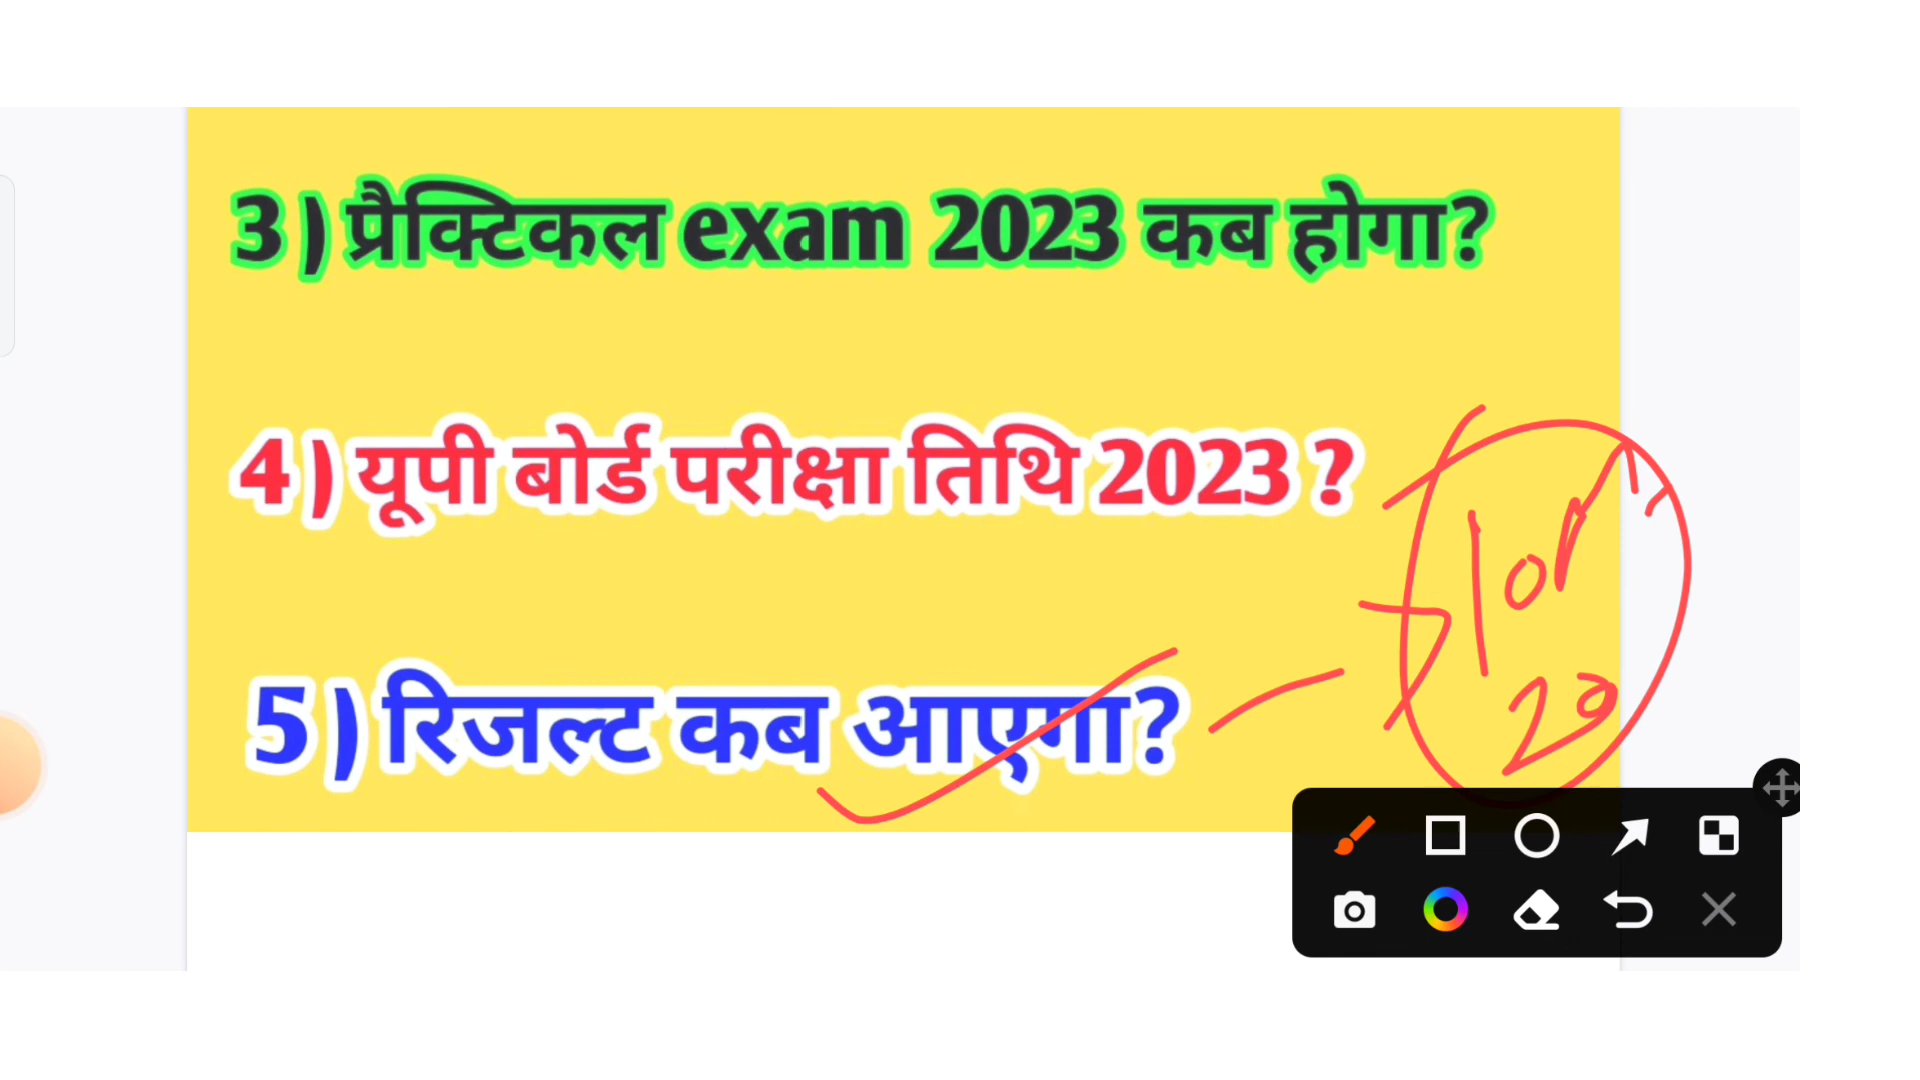 3) प्रैक्टिकल exam 2023 कब होगा?
4) यूपी बोर्ड परीक्षा तिथि 2023 ?
5) रिजल्ट कब आएगा?